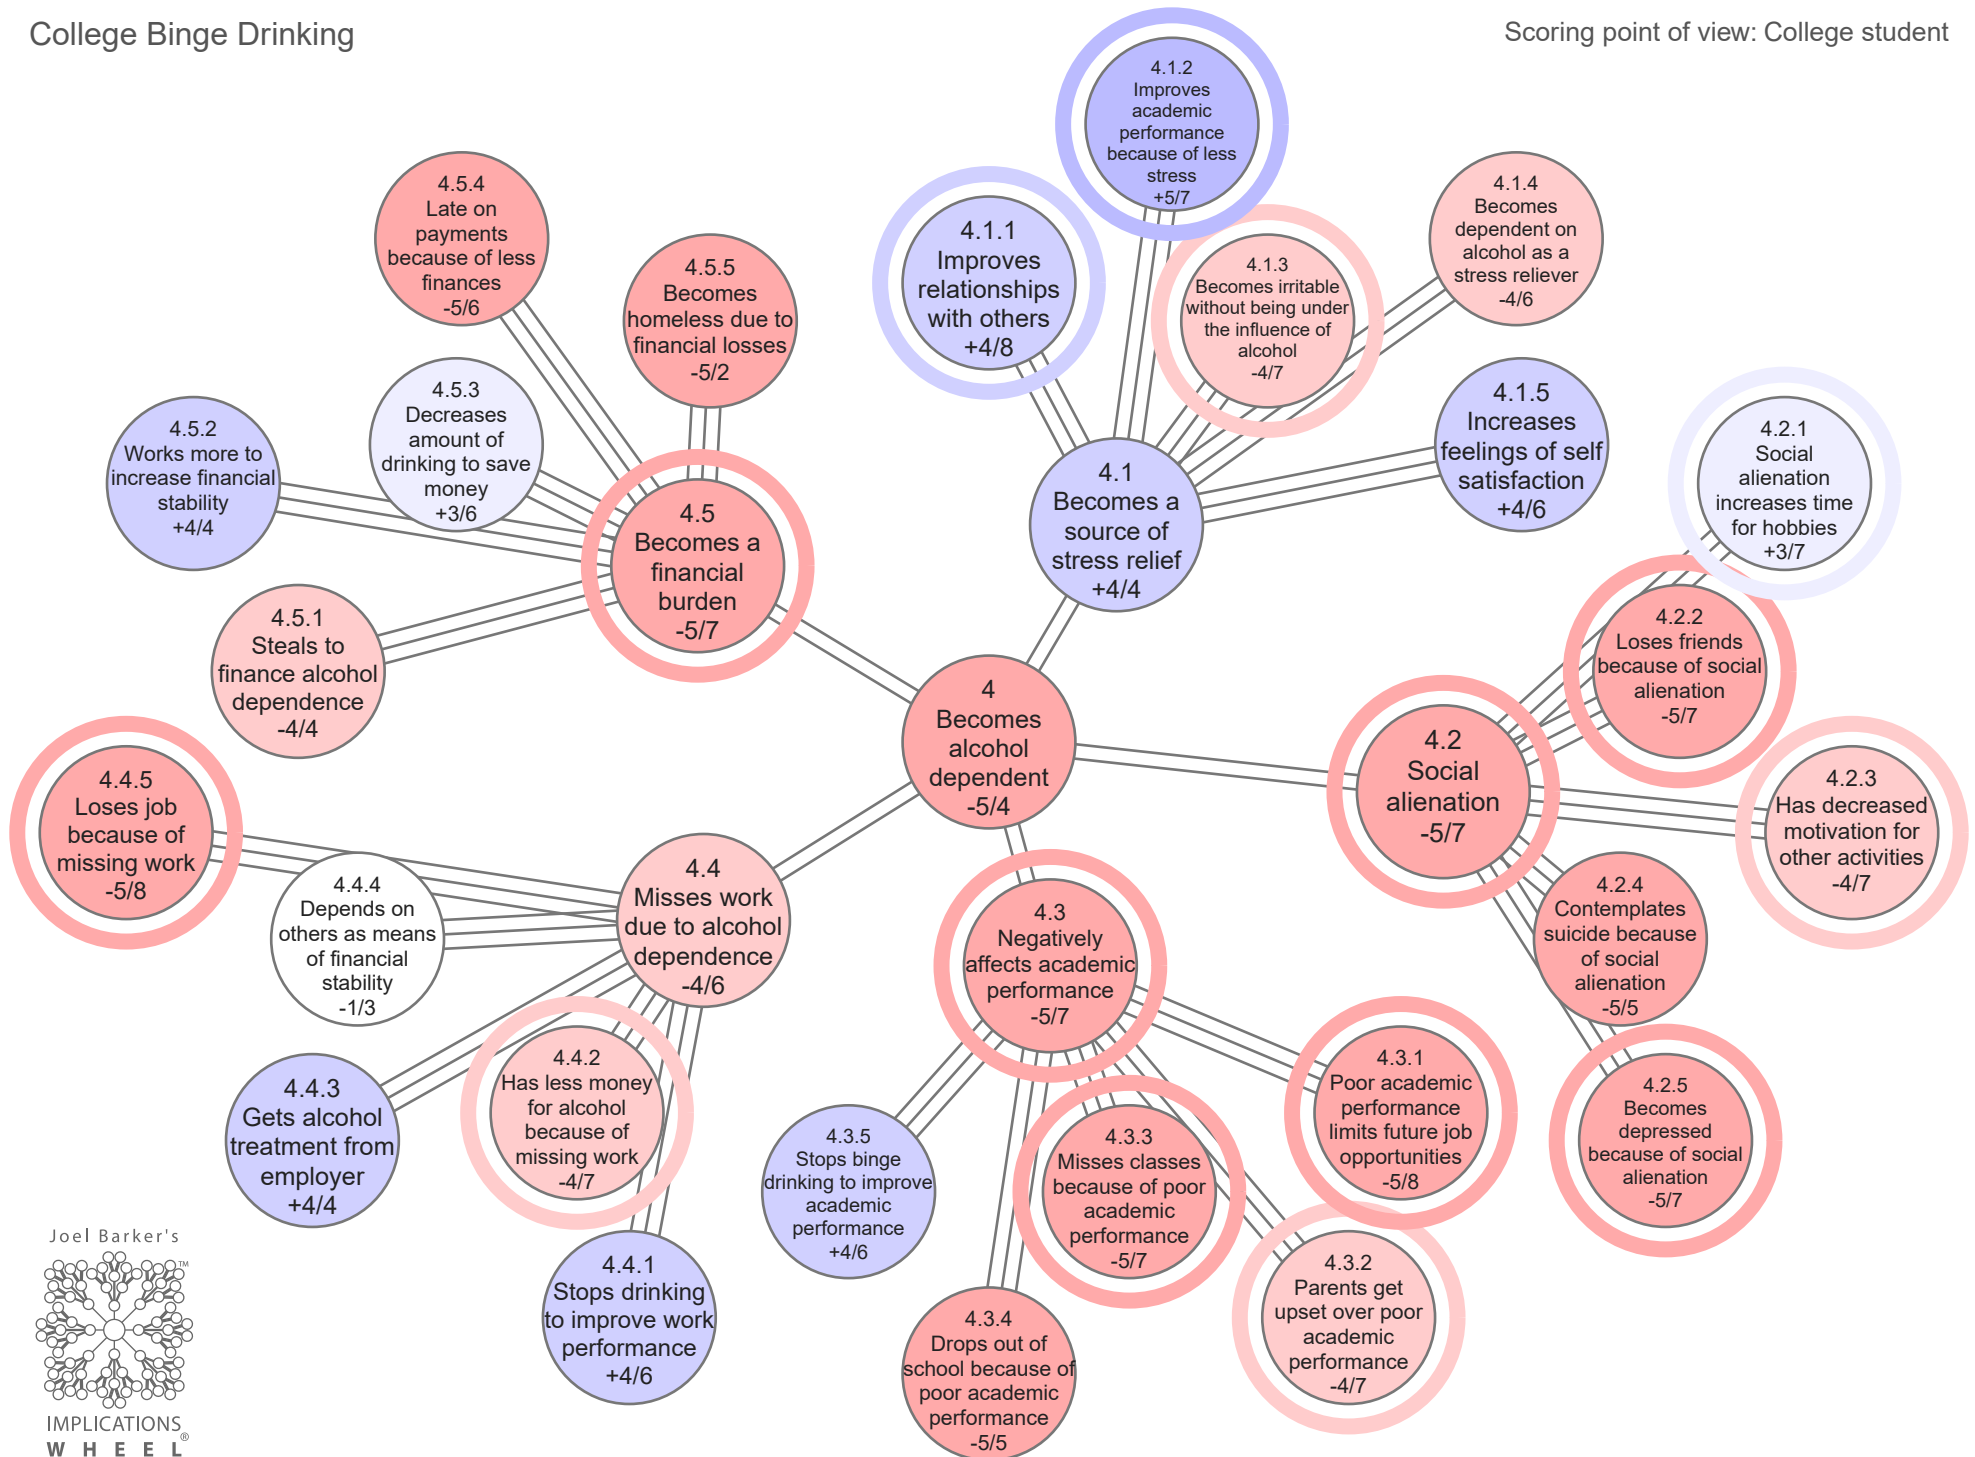 College Binge Drinking
Scoring point of view: College student
4.1.2
Improves
academic
performance
because of less
stress
+5/7
4.5.4
Late on
payments
because of less
finances
-5/6
4.1.4
Becomes
dependent on
alcohol as a
stress reliever
-4/6
4.1.1
Improves
relationships
with others
+4/8
4.5.5
Becomes
homeless due to
financial losses
-5/2
4.1.3
Becomes irritable
without being under
the influence of
alcohol
-4/7
4.5.3
Decreases
amount of
drinking to save
money
+3/6
4.1.5
Increases
feelings of self
satisfaction
+4/6
4.5.2
Works more to
increase financial
stability
+4/4
4.2.1
Social
alienation
increases time
for hobbies
+3/7
4.1
Becomes a
source of
stress relief
+4/4
4.5
Becomes a
financial
burden
-5/7
4.5.1
Steals to
finance alcohol
dependence
-4/4
4.2.2
Loses friends
because of social
alienation
-5/7
4
Becomes
alcohol
dependent
-5/4
4.2
Social
alienation
-5/7
4.2.3
Has decreased
motivation for
other activities
-4/7
4.4.5
Loses job
because of
missing work
-5/8
4.4
Misses work
due to alcohol
dependence
-4/6
4.4.4
Depends on
others as means
of financial
stability
-1/3
4.2.4
Contemplates
suicide because
of social
alienation
-5/5
4.3
Negatively
affects academic
performance
-5/7
4.4.3
Gets alcohol
treatment from
employer
+4/4
4.4.2
Has less money
for alcohol
because of
missing work
-4/7
4.3.1
Poor academic
performance
limits future job
opportunities
-5/8
4.2.5
Becomes
depressed
because of social
alienation
-5/7
4.3.5
Stops binge
drinking to improve
academic
performance
+4/6
4.3.3
Misses classes
because of poor
academic
performance
-5/7
4.4.1
Stops drinking
to improve work
performance
+4/6
4.3.2
Parents get
upset over poor
academic
performance
-4/7
4.3.4
Drops out of
school because of
poor academic
performance
-5/5
Joel Barker's
TM
IMPLICATIONS
WHEEL®